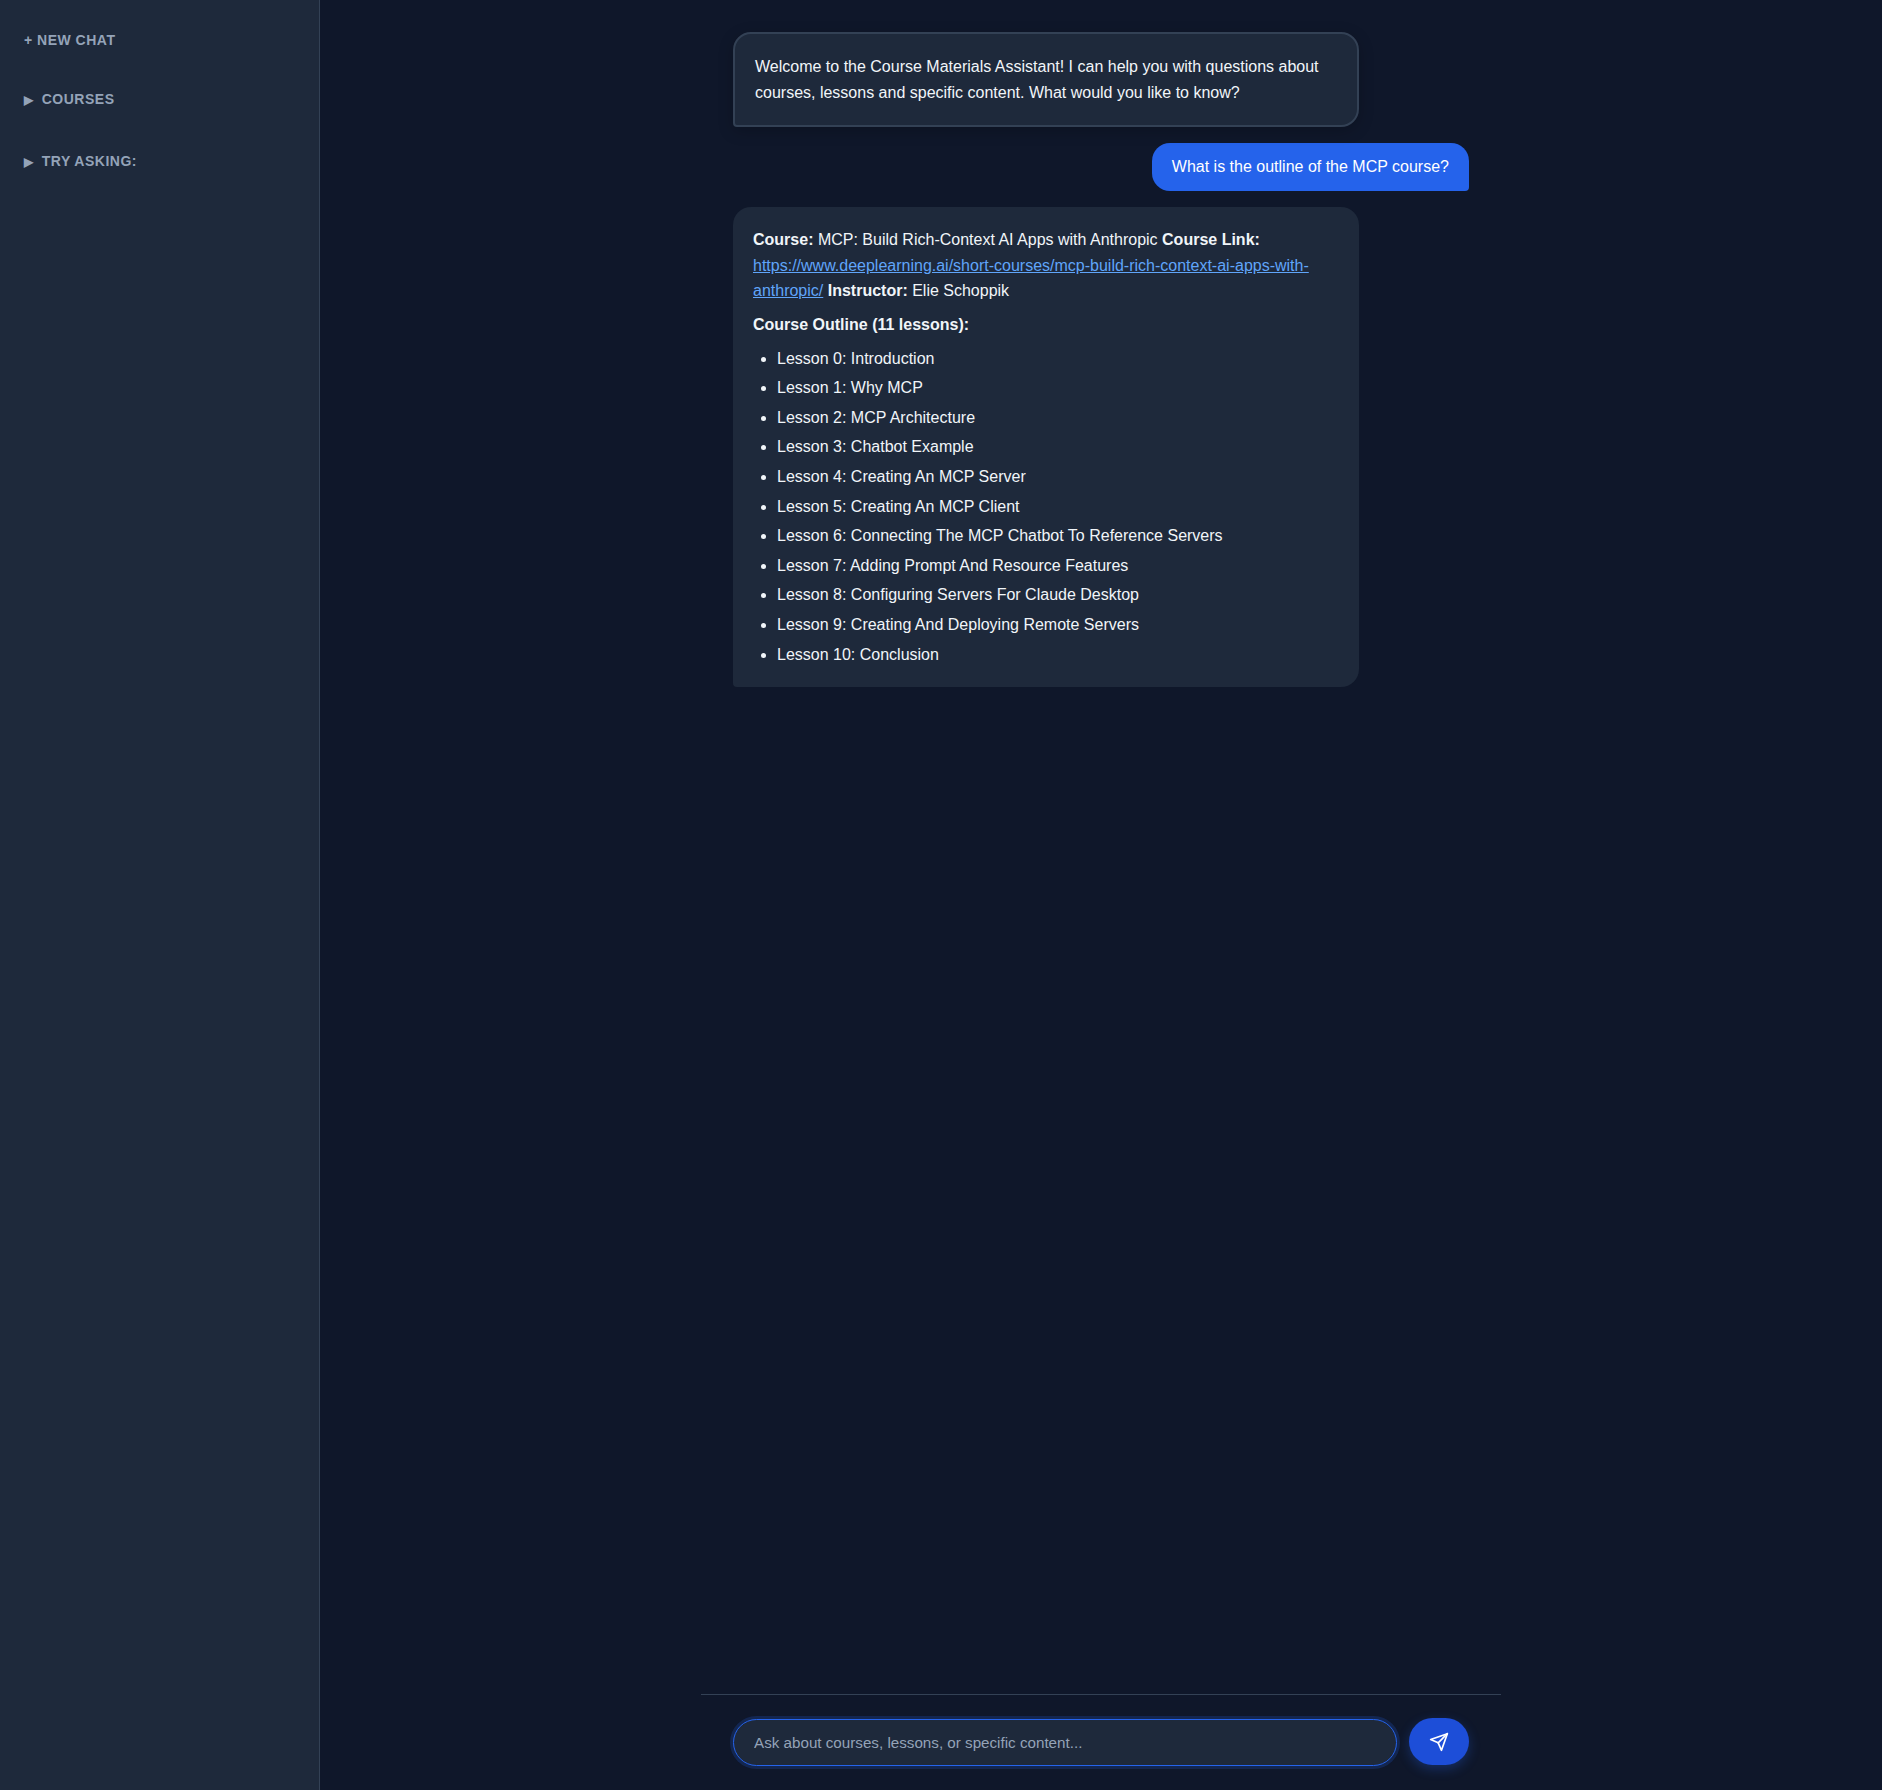 + NEW CHAT
▶ COURSES
▶ TRY ASKING:
Welcome to the Course Materials Assistant! I can help you with questions about
courses, lessons and specific content. What would you like to know?
What is the outline of the MCP course?
Course: MCP: Build Rich-Context AI Apps with Anthropic Course Link:
https://www.deeplearning.ai/short-courses/mcp-build-rich-context-ai-apps-with-
anthropic/ Instructor: Elie Schoppik
Course Outline (11 lessons):
• Lesson 0: Introduction
• Lesson 1: Why MCP
• Lesson 2: MCP Architecture
• Lesson 3: Chatbot Example
• Lesson 4: Creating An MCP Server
• Lesson 5: Creating An MCP Client
• Lesson 6: Connecting The MCP Chatbot To Reference Servers
• Lesson 7: Adding Prompt And Resource Features
• Lesson 8: Configuring Servers For Claude Desktop
• Lesson 9: Creating And Deploying Remote Servers
• Lesson 10: Conclusion
Ask about courses, lessons, or specific content...